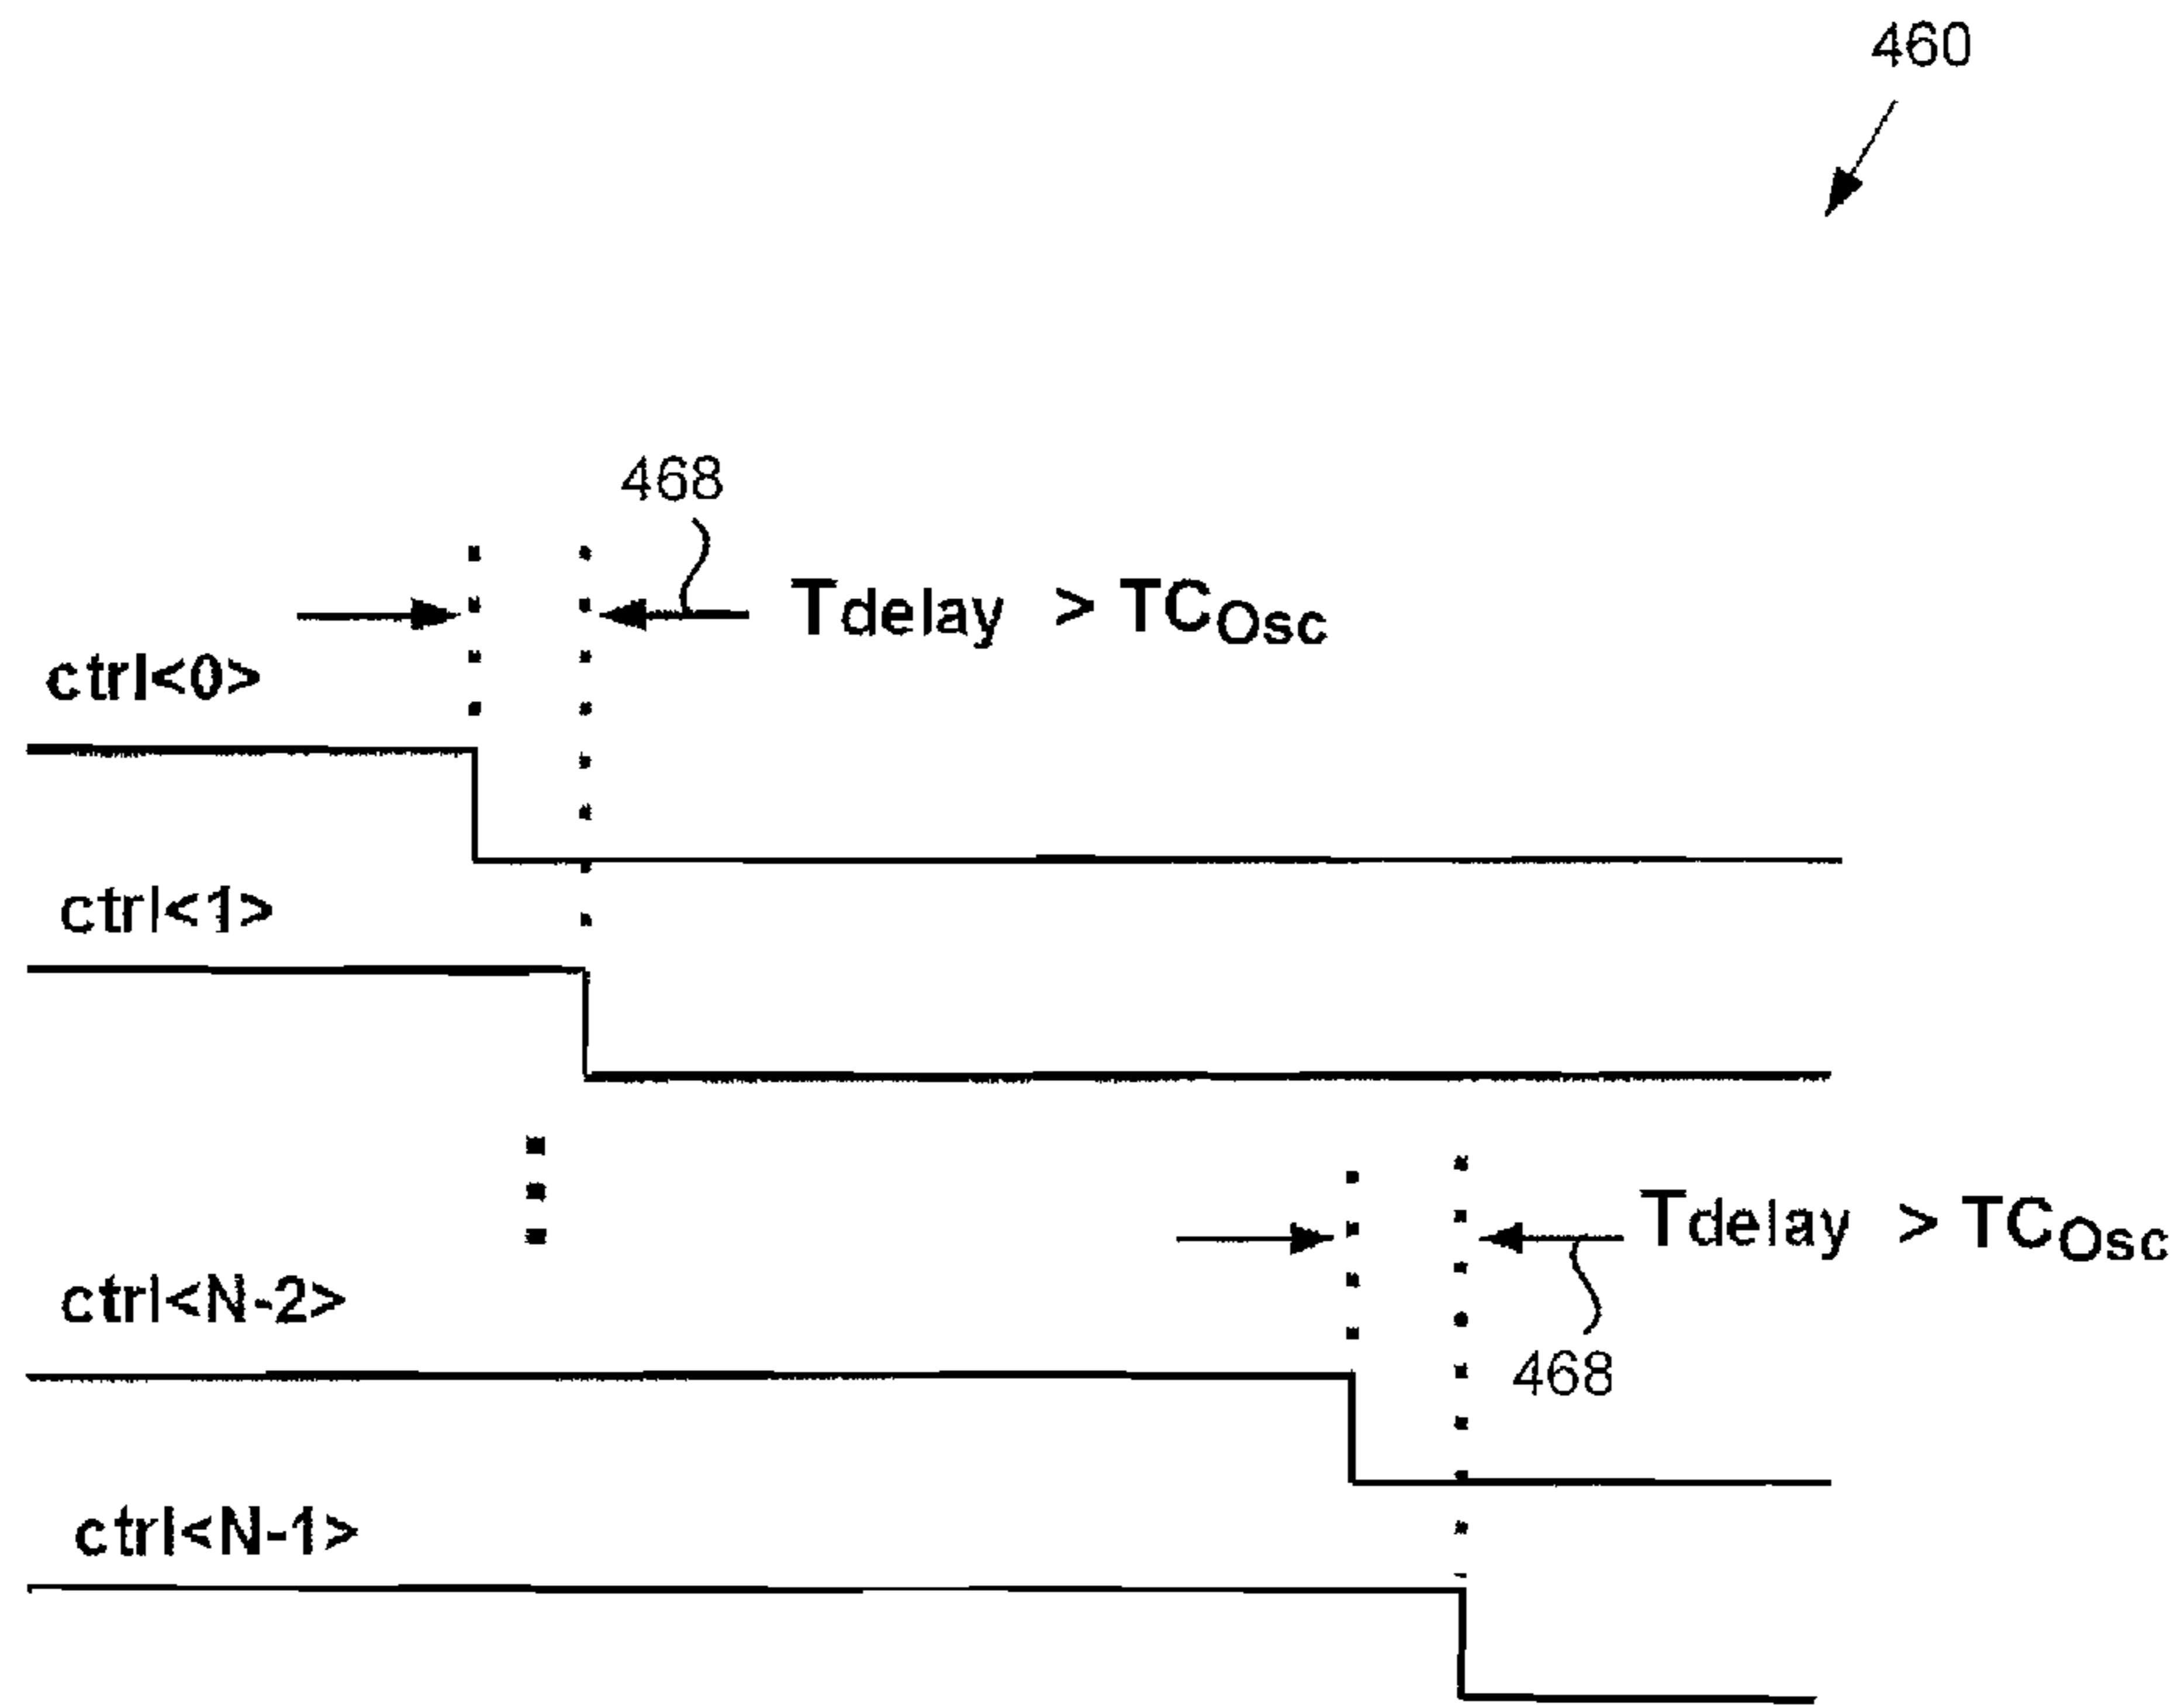 460
468
Tdelay > TCOsc
ctrl<0>
ctrl<1>
Tdelay > TCOsc
ctrl<N-2>
468
ctrl<N-1>